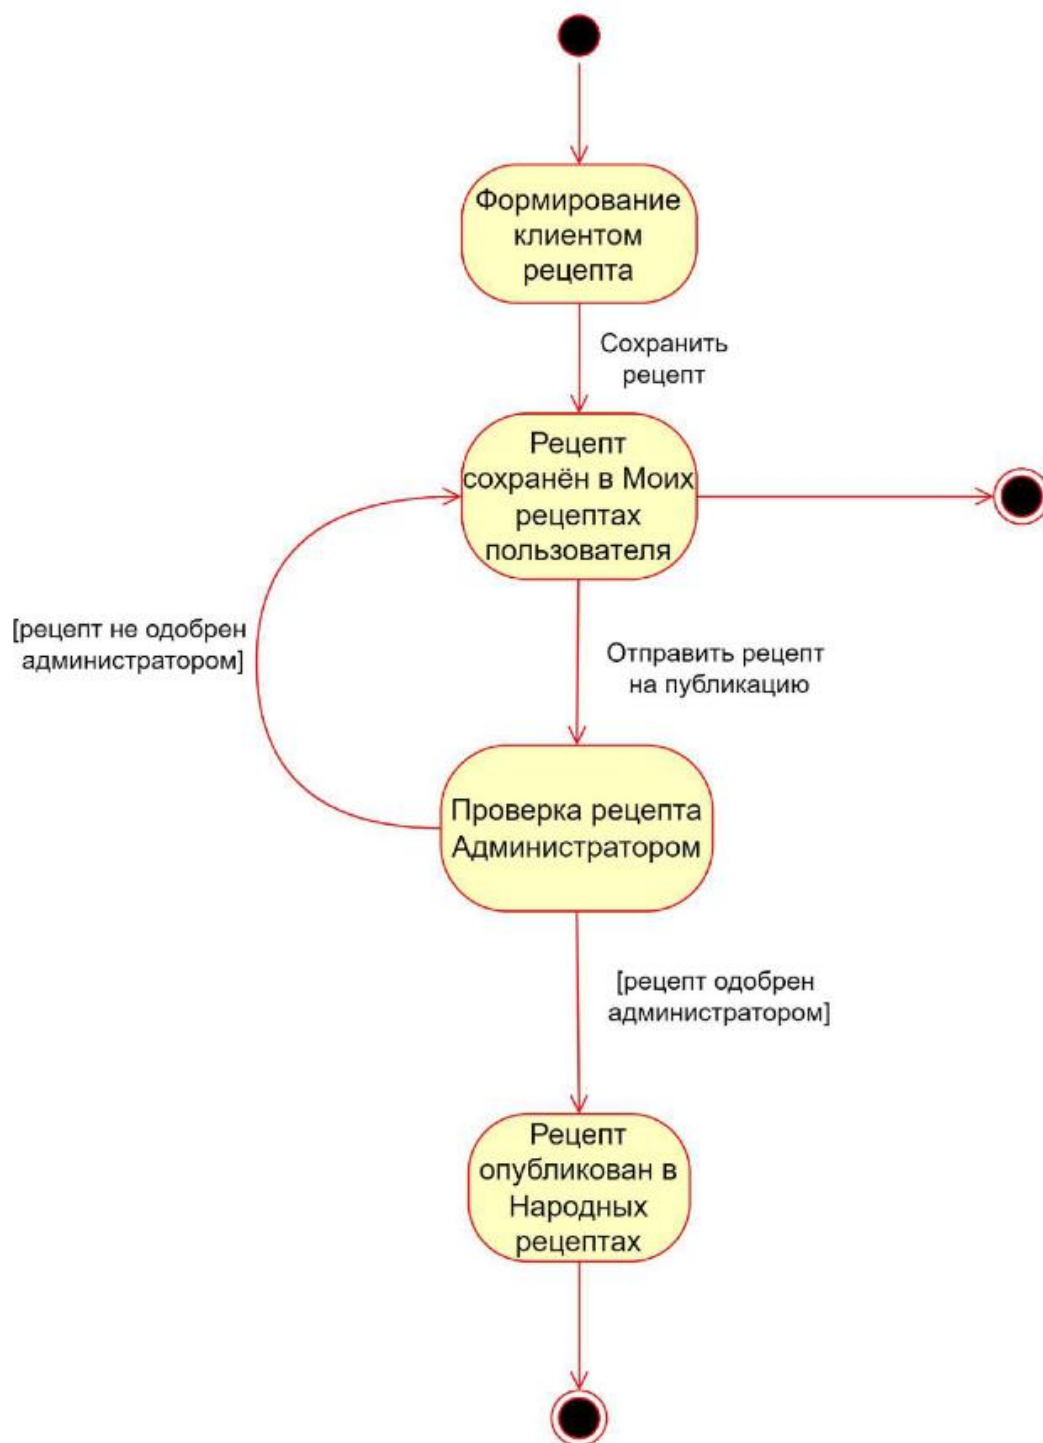 Формирование
клиентом
рецепта
Сохранить
рецепт
Рецепт
сохранён в Моих
рецептах
пользователя
[рецепт не одобрен
администратором]
Отправить рецепт
на публикацию
Проверка рецепта
Администратором
[рецепт одобрен
администратором]
Рецепт
опубликован в
Народных
рецептах